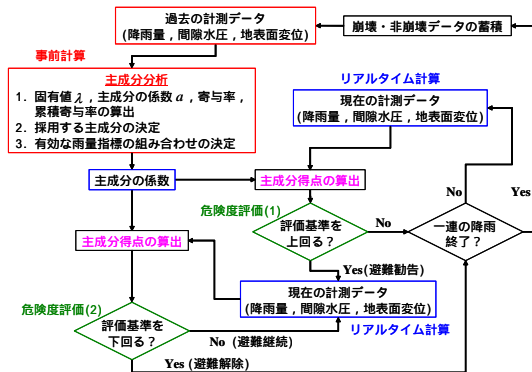 過去の計測データ
(降雨量，間隙水圧，地表面変位)
崩壊・非崩壊データの蓄積
事前計算
主成分分析
1. 固有値λ，主成分の係数a，寄与率，
累積寄与率の算出
2. 採用する主成分の決定
3. 有効な雨量指標の組み合わせの決定
リアルタイム計算
現在の計測データ
(降雨量，間隙水圧，地表面変位)
主成分の係数
主成分得点の算出
No
Yes
危険度評価(1)
評価基準を
上回る？
No
一連の降雨
終了？
主成分得点の算出
Yes(避難勧告)
現在の計測データ
(降雨量，間隙水圧，地表面変位)
リアルタイム計算
危険度評価(2)
評価基準を
下回る？
No (避難継続)
Yes (避難解除)